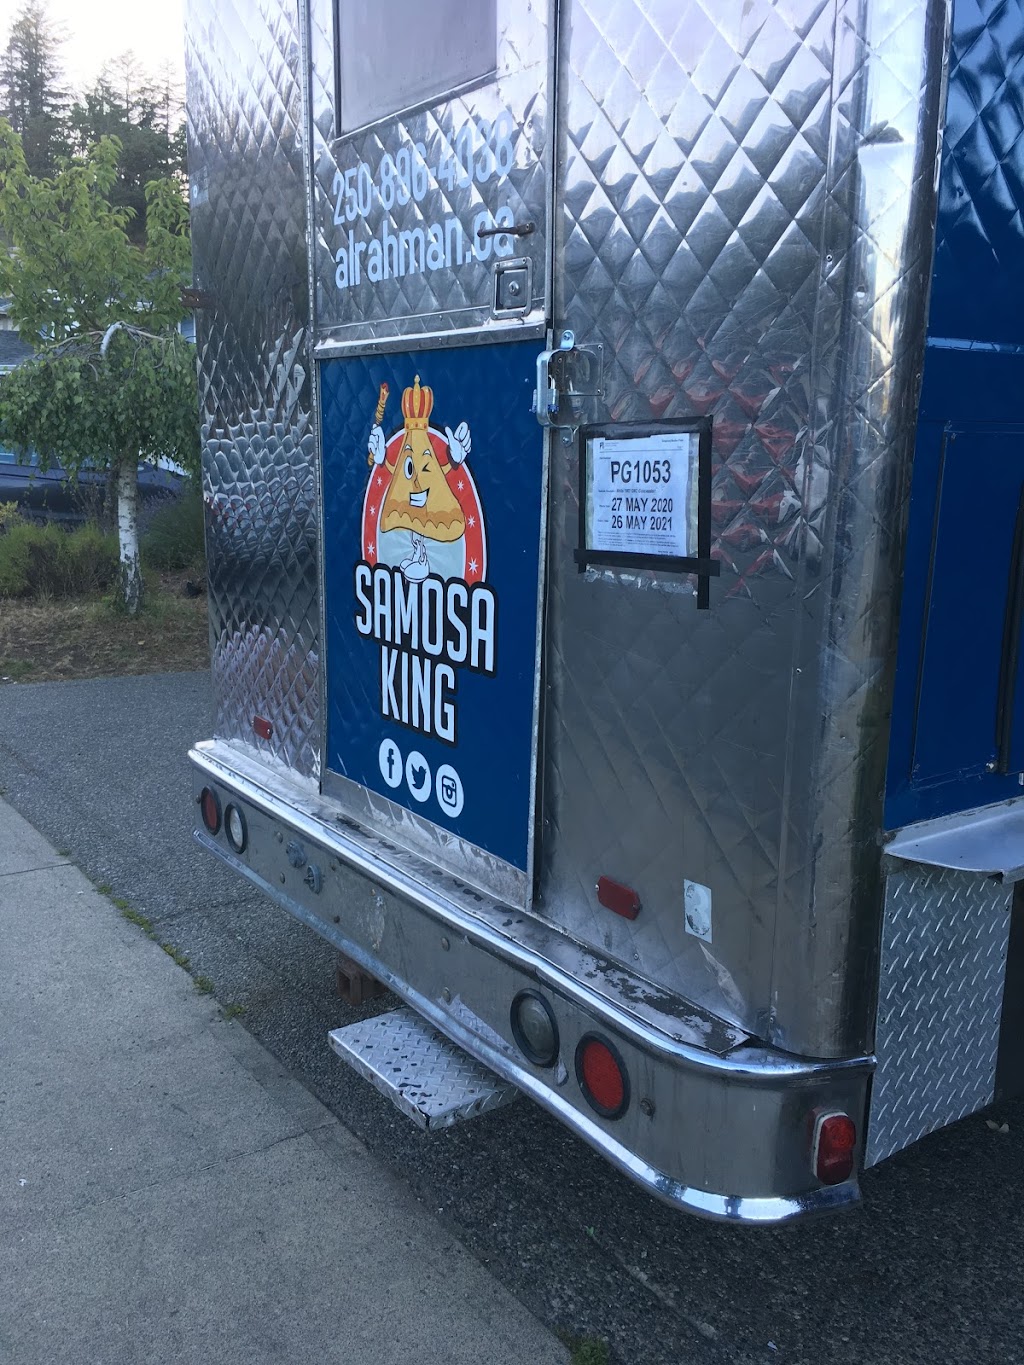 250-896-4038
alrahman.ca
SAMOSA
KING
PG1053
27 MAY 2020
26 MAY 2021